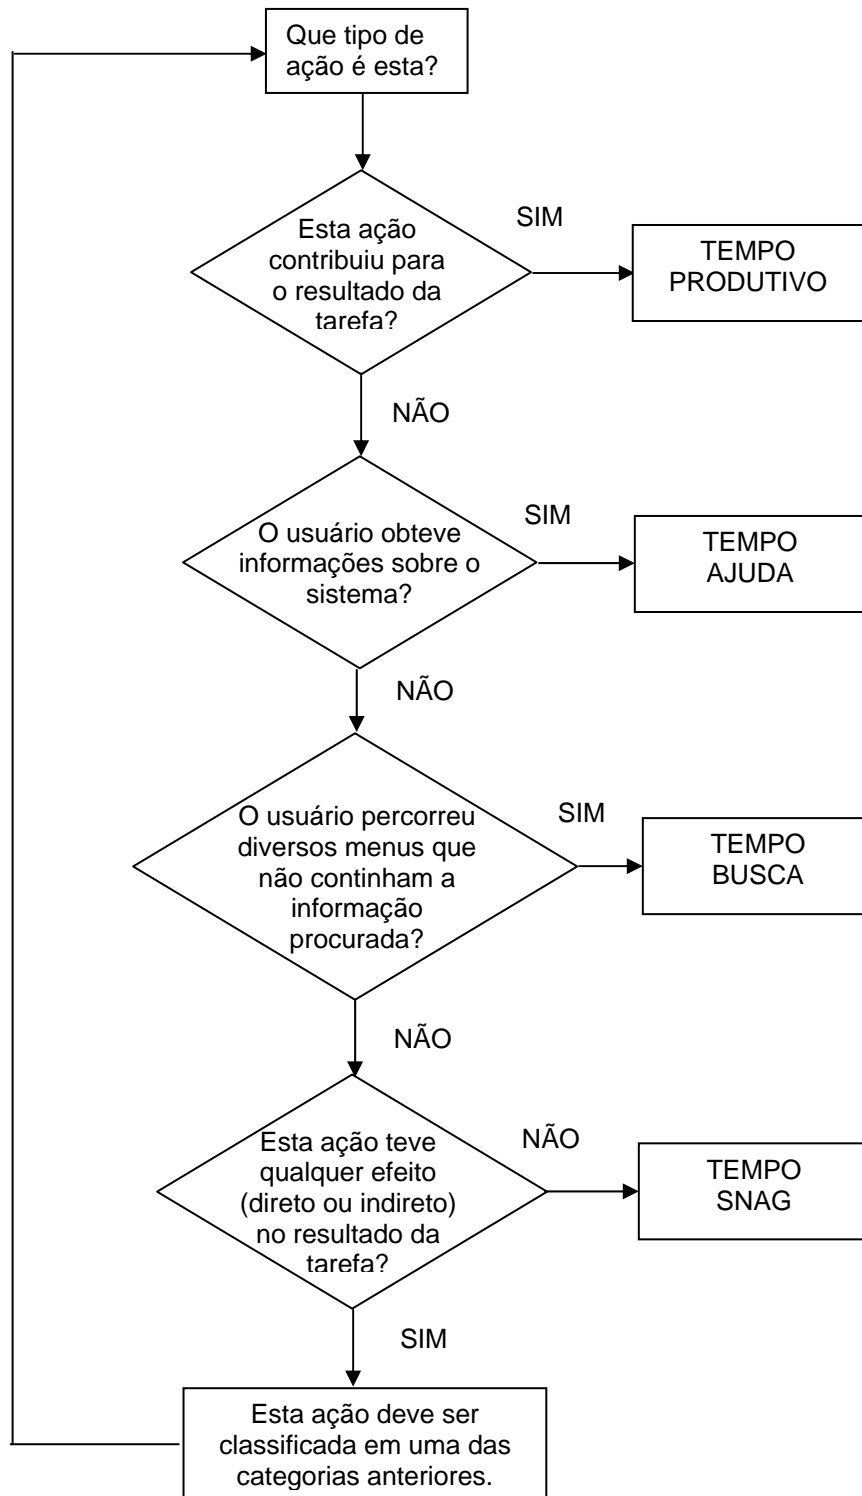 Que tipo de
ação é esta?
Esta ação
contribuiu para
o resultado da
tarefa?
SIM
TEMPO
PRODUTIVO
NÃO
O usuário obteve
informações sobre o
sistema?
SIM
TEMPO
AJUDA
NÃO
O usuário percorreu
diversos menus que
não continham a
informação
procurada?
SIM
TEMPO
BUSCA
NÃO
Esta ação teve
qualquer efeito
(direto ou indireto)
no resultado da
tarefa?
NÃO
TEMPO
SNAG
SIM
Esta ação deve ser
classificada em uma das
categorias anteriores.